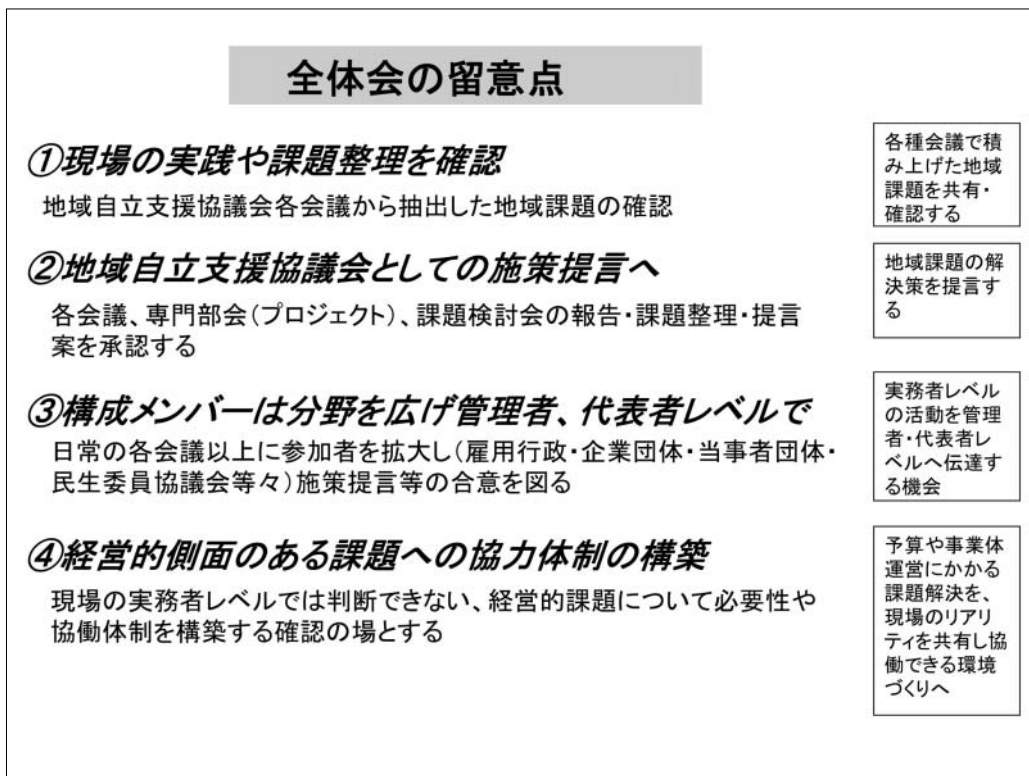 全体会の留意点
①現場の実践や課題整理を確認
地域自立支援協議会各会議から抽出した地域課題の確認
各種会議で積
み上げた地域
課題を共有・
確認する
②地域自立支援協議会としての施策提言へ
各会議、専門部会（プロジェクト）、課題検討会の報告・課題整理・提言
案を承認する
地域課題の解
決策を提言す
る
③構成メンバーは分野を広げ管理者、代表者レベルで
日常の各会議以上に参加者を拡大し（雇用行政・企業団体・当事者団体・
民生委員協議会等々）施策提言等の合意を図る
実務者レベル
の活動を管理
者・代表者レ
ベルへ伝達す
る機会
④経営的側面のある課題への協力体制の構築
現場の実務者レベルでは判断できない、経営的課題について必要性や
協働体制を構築する確認の場とする
予算や事業体
運営にかかる
課題解決を、
現場のリアリ
ティを共有し協
働できる環境
づくりへ